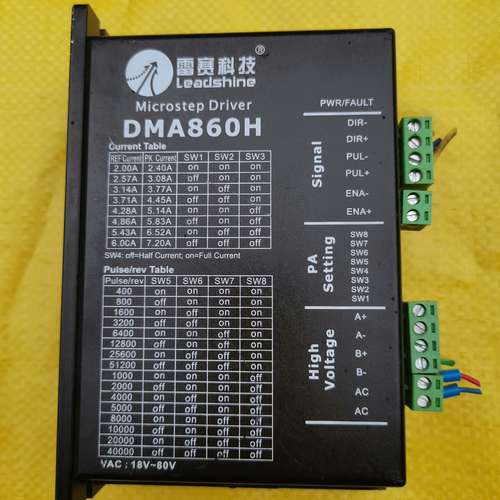 雷赛科技®
Leadshine
Microstep Driver
DMA860H
Current Table
REF Current PK Current SW1 SW2 SW3
2.00A 2.40A on on on
2.57A 3.08A off on on
3.14A 3.77A on off on
3.71A 4.45A off off on
4.28A 5.14A on on off
4.86A 5.83A off on off
5.43A 6.52A on off off
6.00A 7.20A off off off
SW4: off=Half Current; on=Full Current
Pulse/rev Table
Pulse/rev SW5 SW6 SW7 SW8
400 on on on on
800 off on on on
1600 on off on on
3200 off off on on
6400 on on off on
12800 off on off on
25600 on off off on
51200 off off off on
1000 on on on off
2000 off on on off
4000 on off on off
5000 off off on off
8000 on on off off
10000 off on off off
20000 on off off off
40000 off off off off
VAC : 18V~80V
PWR/FAULT
Signal
DIR-
DIR+
PUL-
PUL+
ENA-
ENA+
PA Setting
SW8
SW7
SW6
SW5
SW4
SW3
SW2
SW1
High Voltage
A+
A-
B+
B-
AC
AC